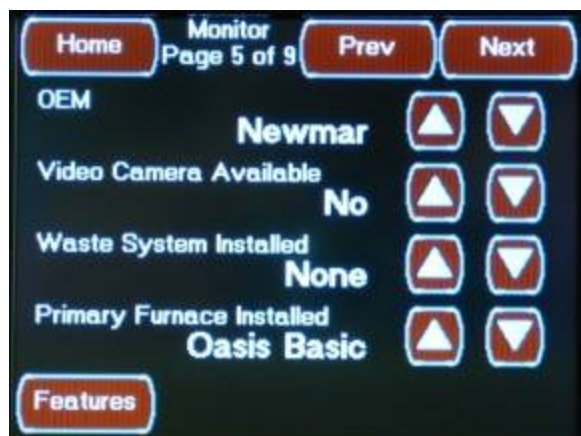 Home
Monitor
Page 5 of 9
Prev
Next
OEM
Newmar
Video Camera Available
No
Waste System Installed
None
Primary Furnace Installed
Oasis Basic
Features